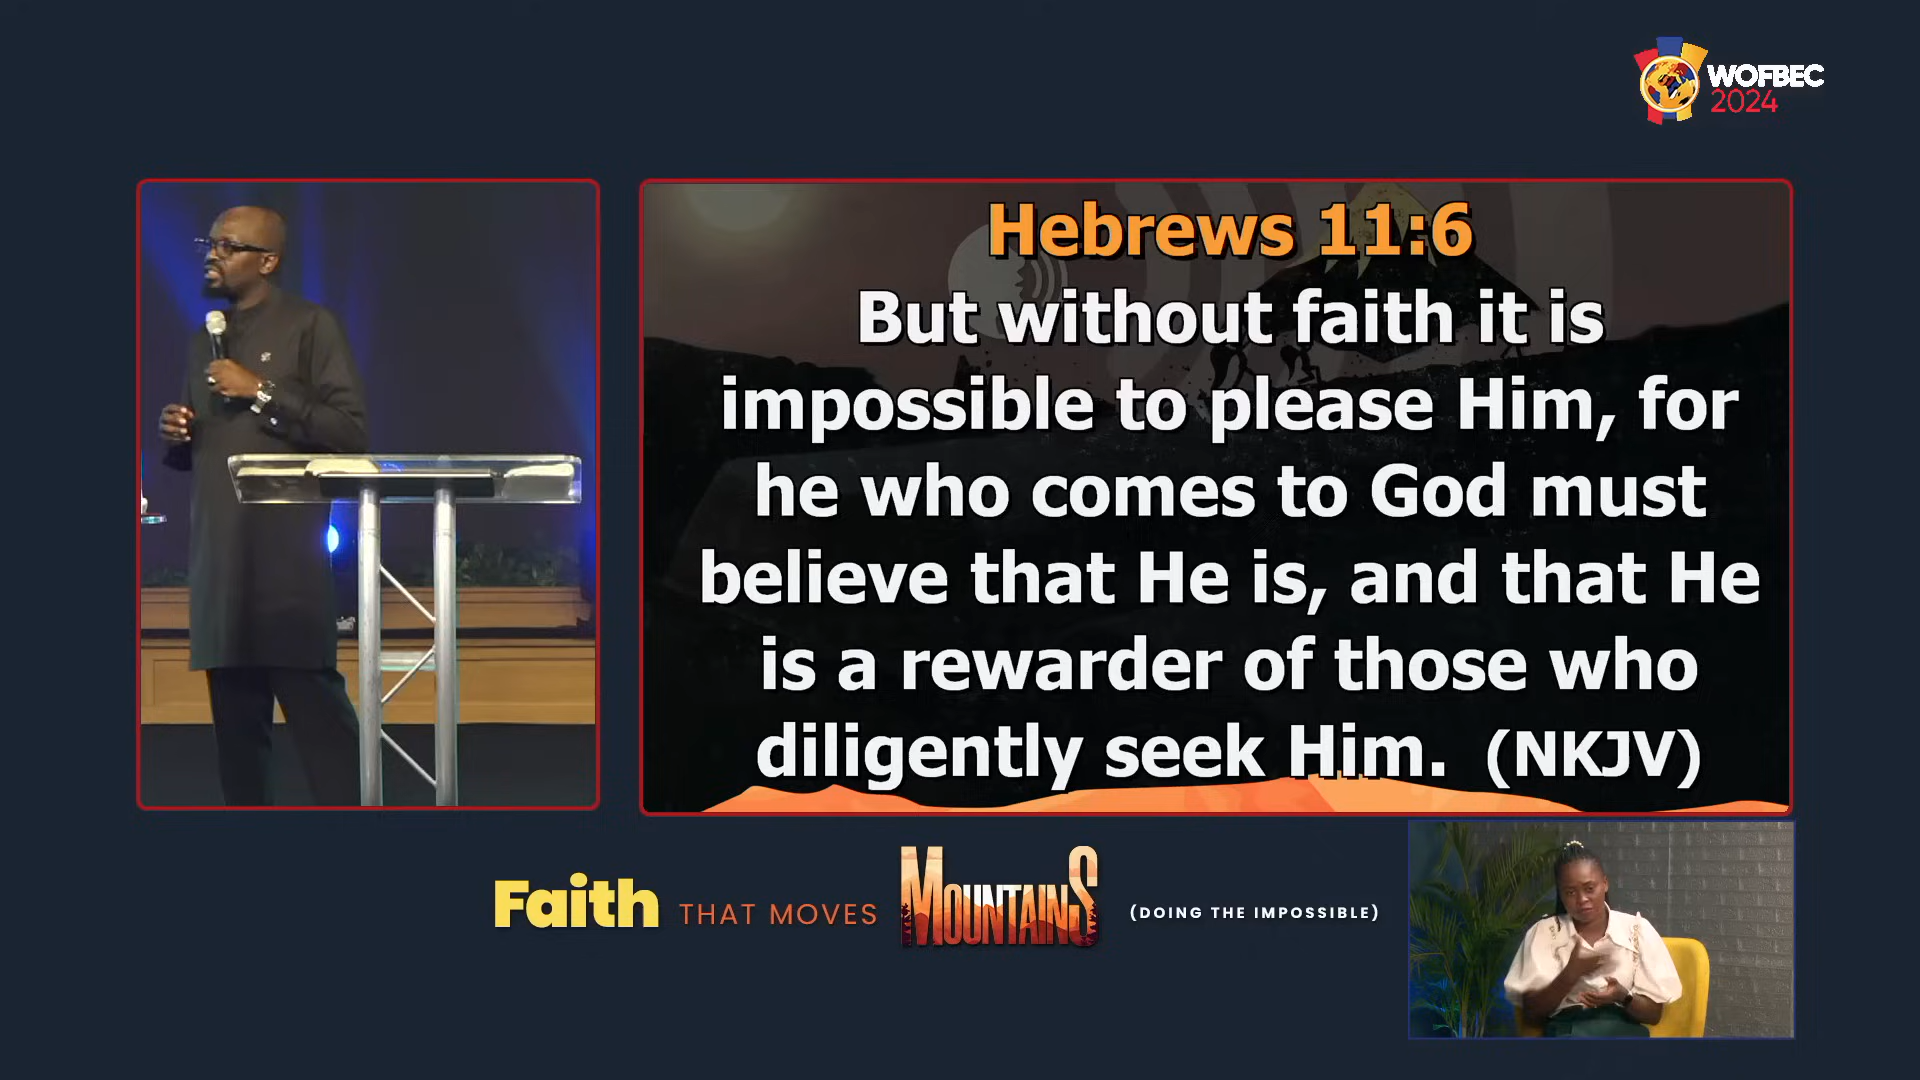 WOFBEC
2024
Hebrews 11:6
But without faith it is
impossible to please Him, for
he who comes to God must
believe that He is, and that He
is a rewarder of those who
diligently seek Him. (NKJV)
Faith THAT MOVES MOUNTAINS (DOING THE IMPOSSIBLE)